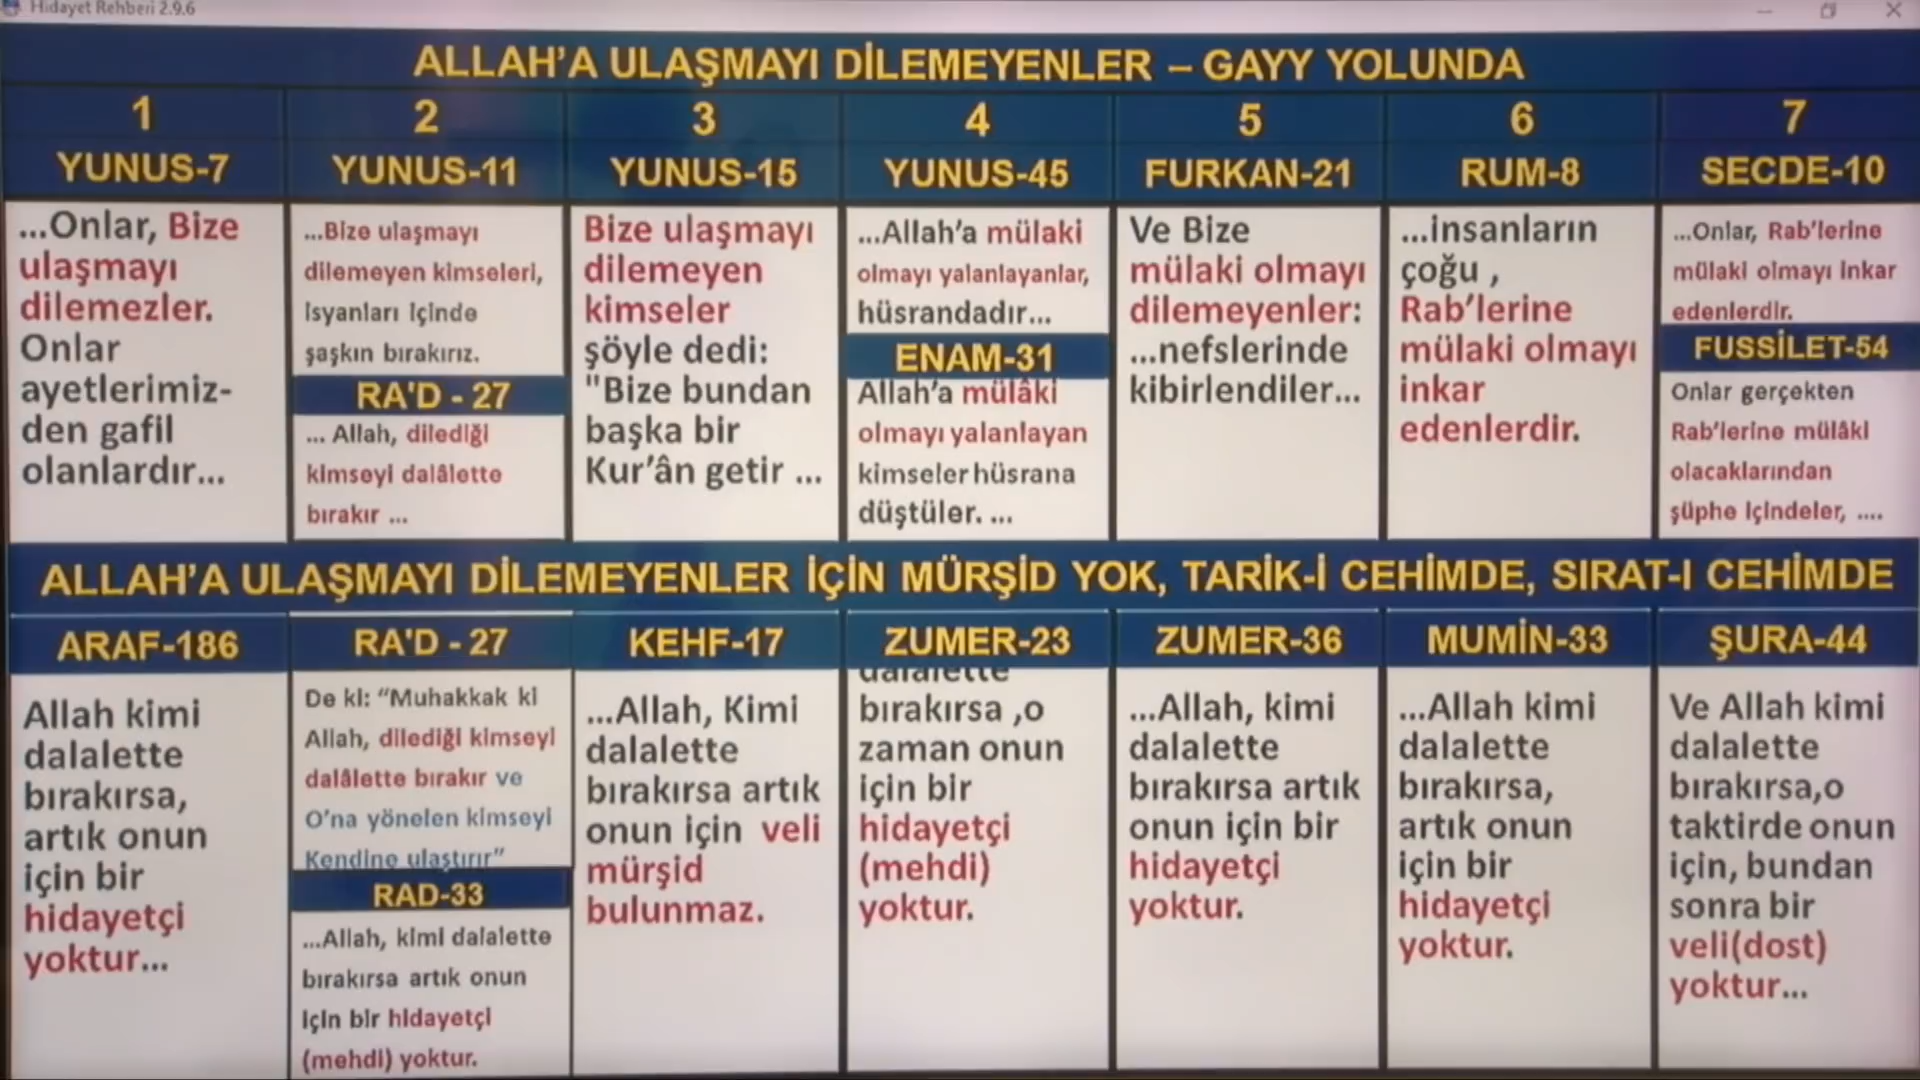 Hidayet Rehberi 2.9.6
ALLAH’A ULAŞMAYI DİLEMEYENLER – GAYY YOLUNDA
1
YUNUS-7
...Onlar, Bize
ulaşmayı
dilemezler.
Onlar
ayetlerimiz-
den gafil
olanlardır...
2
YUNUS-11
...Bize ulaşmayı
dilemeyen kimseleri,
isyanları içinde
şaşkın bırakırız.
RA'D - 27
... Allah, dilediği
kimseyi dalâlette
bırakır ...
3
YUNUS-15
Bize ulaşmayı
dilemeyen
kimseler
şöyle dedi:
"Bize bundan
başka bir
Kur’ân getir ...
4
YUNUS-45
...Allah’a mülaki
olmayı yalanlayanlar,
hüsrandadır...
ENAM-31
Allah’a mülâki
olmayı yalanlayan
kimseler hüsrana
düştüler. ...
5
FURKAN-21
Ve Bize
mülaki olmayı
dilemeyenler:
...nefslerinde
kibirlendiler...
6
RUM-8
...insanların
çoğu ,
Rab’lerine
mülaki olmayı
inkar
edenlerdir.
7
SECDE-10
...Onlar, Rab’lerine
mülaki olmayı inkar
edenlerdir.
FUSSİLET-54
Onlar gerçekten
Rab’lerine mülâki
olacaklarından
şüphe içindeler, ....
ALLAH’A ULAŞMAYI DİLEMEYENLER İÇİN MÜRŞİD YOK, TARİK-İ CEHİMDE, SIRAT-I CEHİMDE
ARAF-186
Allah kimi
dalalette
bırakırsa,
artık onun
için bir
hidayetçi
yoktur...
RA'D - 27
De ki: “Muhakkak ki
Allah, dilediği kimseyi
dalâlette bırakır ve
O’na yönelen kimseyi
Kendine ulaştırır”
RAD-33
...Allah, kimi dalalette
bırakırsa artık onun
için bir hidayetçi
(mehdi) yoktur.
KEHF-17
...Allah, Kimi
dalalette
bırakırsa artık
onun için veli
mürşid
bulunmaz.
ZUMER-23
dalalette
bırakırsa ,o
zaman onun
için bir
hidayetçi
(mehdi)
yoktur.
ZUMER-36
...Allah, kimi
dalalette
bırakırsa artık
onun için bir
hidayetçi
yoktur.
MUMİN-33
...Allah kimi
dalalette
bırakırsa,
artık onun
için bir
hidayetçi
yoktur.
ŞURA-44
Ve Allah kimi
dalalette
bırakırsa,o
taktirde onun
için, bundan
sonra bir
veli(dost)
yoktur...